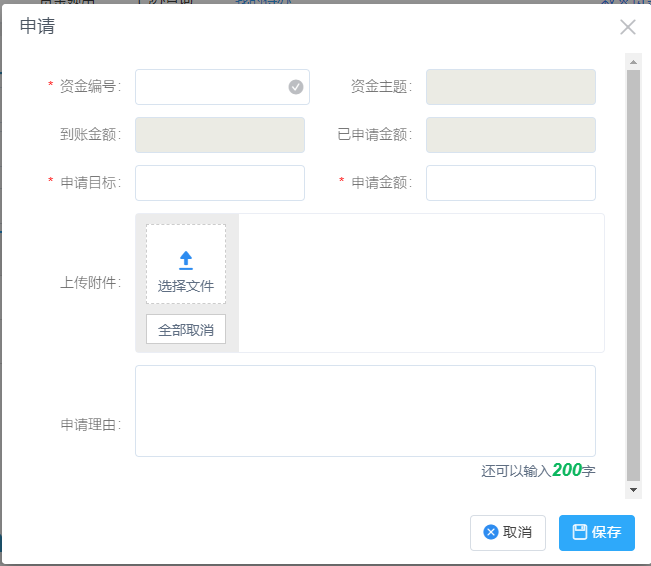 申请
* 资金编号：
资金主题：
到账金额：
已申请金额：
* 申请目标：
* 申请金额：
上传附件：
选择文件
全部取消
申请理由：
还可以输入200字
取消
保存